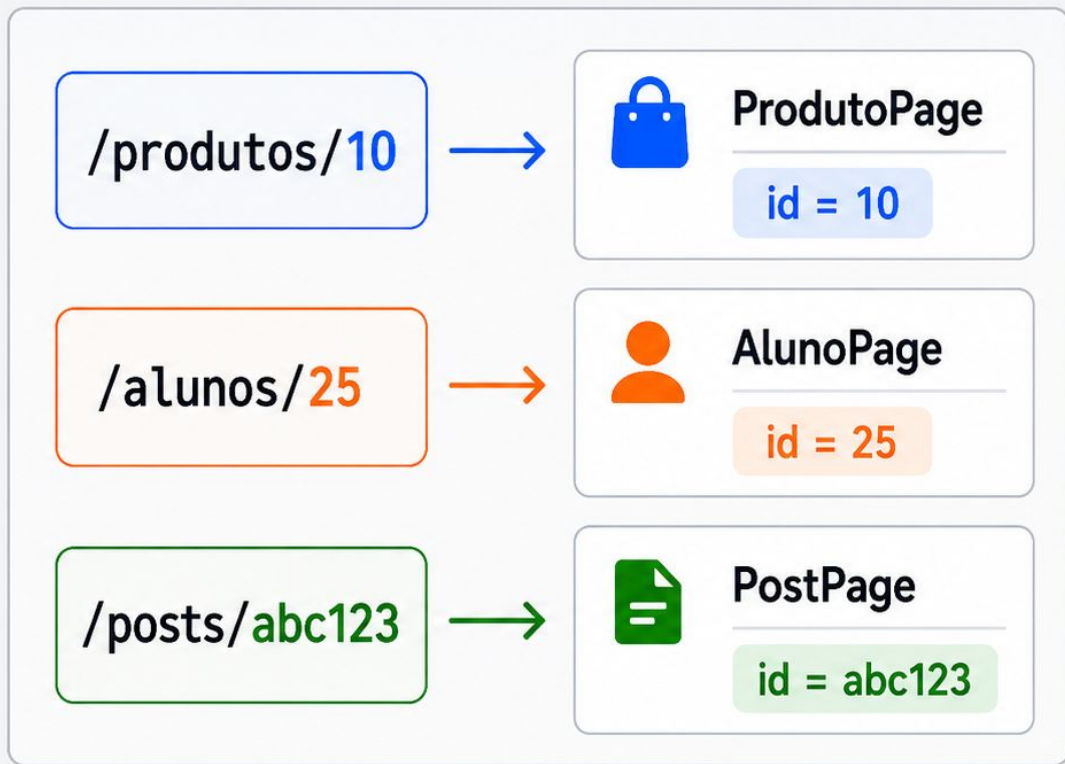 /produtos/10
ProdutoPage
id = 10
/alunos/25
AlunoPage
id = 25
/posts/abc123
PostPage
id = abc123